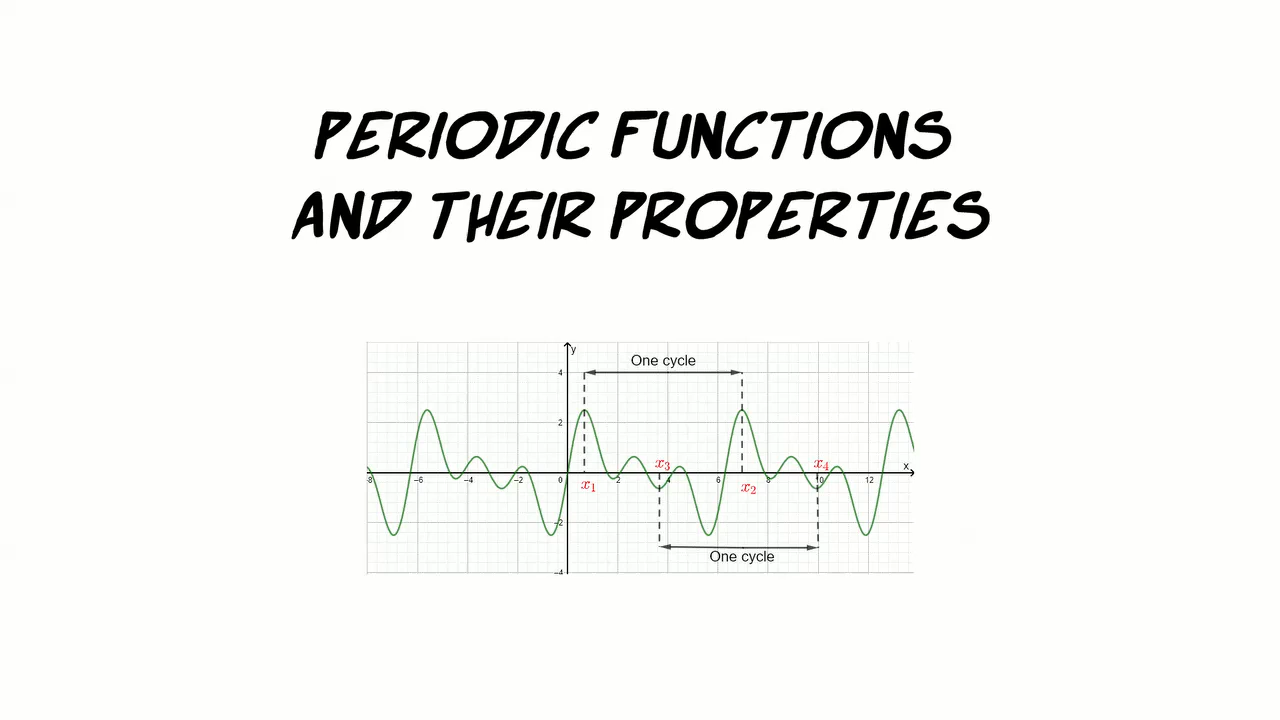 PERIODIC FUNCTIONS
AND THEIR PROPERTIES
y
One cycle
4
2
x₃
x₄
x
-8 -6 -4 -2 0 2 4 6 8 10 12
x₁
x₂
-2
One cycle
-4